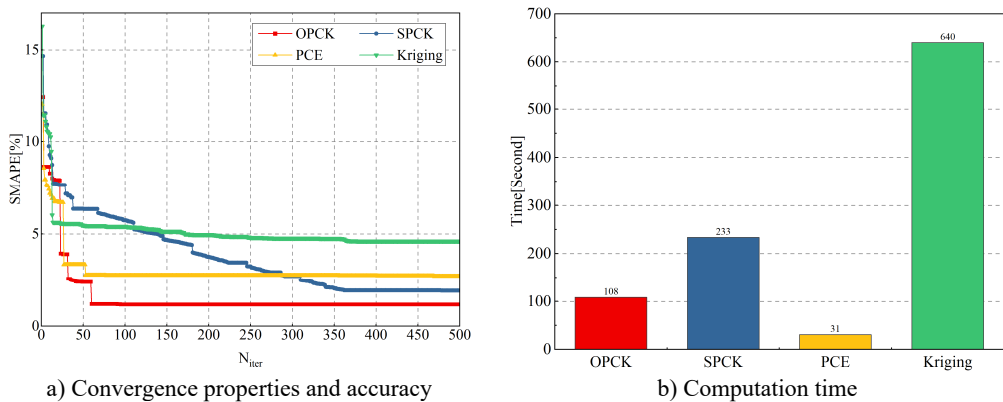 OPCK
SPCK
PCE
Kriging
SMAPE[%]
15
10
5
0
0
50
100
150
200
250
300
350
400
450
500
N_iter
a) Convergence properties and accuracy
Time[Second]
700
600
500
400
300
200
100
0
108
233
31
640
OPCK
SPCK
PCE
Kriging
b) Computation time